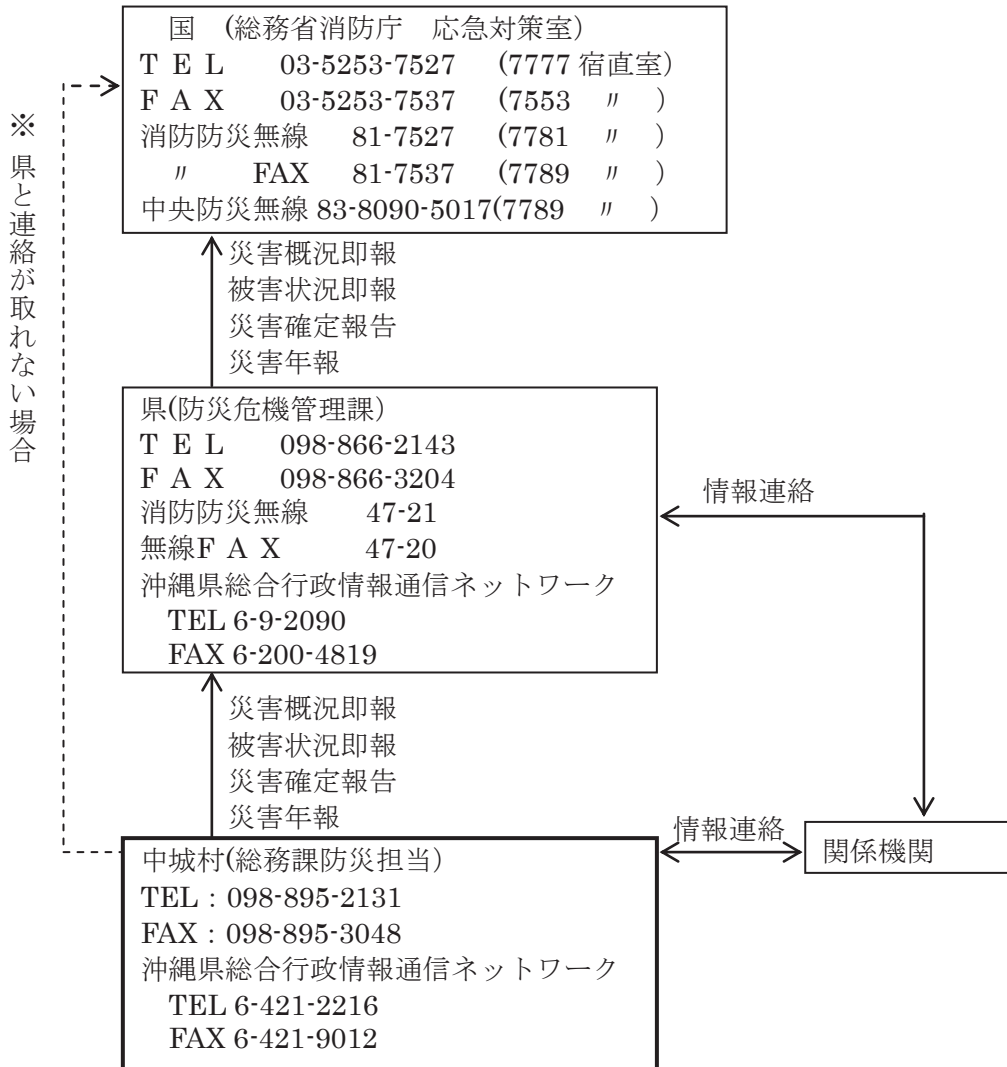 国 (総務省消防庁 応急対策室)
T E L 03-5253-7527 (7777 宿直室)
F A X 03-5253-7537 (7553 〃 )
消防防災無線 81-7527 (7781 〃 )
〃 FAX 81-7537 (7789 〃 )
中央防災無線 83-8090-5017(7789 〃 )
※ 県と連絡が取れない場合
災害概況即報
被害状況即報
災害確定報告
災害年報
県(防災危機管理課)
T E L 098-866-2143
F A X 098-866-3204
消防防災無線 47-21
無線F A X 47-20
沖縄県総合行政情報通信ネットワーク
TEL 6-9-2090
FAX 6-200-4819
情報連絡
災害概況即報
被害状況即報
災害確定報告
災害年報
情報連絡
関係機関
中城村(総務課防災担当)
TEL：098-895-2131
FAX：098-895-3048
沖縄県総合行政情報通信ネットワーク
TEL 6-421-2216
FAX 6-421-9012